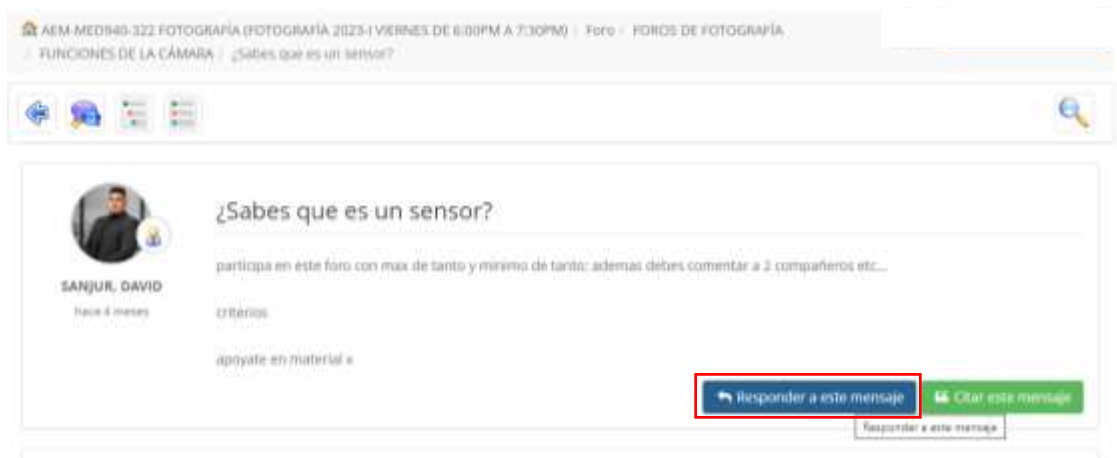 AEM-MED940-322 FOTOGRAFÍA (FOTOGRAFÍA 2023-I VIERNES DE 6:00PM A 7:30PM) / Foro / FOROS DE FOTOGRAFÍA
/ FUNCIONES DE LA CÁMARA / ¿Sabes que es un sensor?
¿Sabes que es un sensor?
participa en este foro con max de tanto y minimo de tanto; ademas debes comentar a 2 compañeros etc...
SANJUR, DAVID
hace 4 meses
criterios
apoyate en material x
Responder a este mensaje
Citar este mensaje
Responder a este mensaje